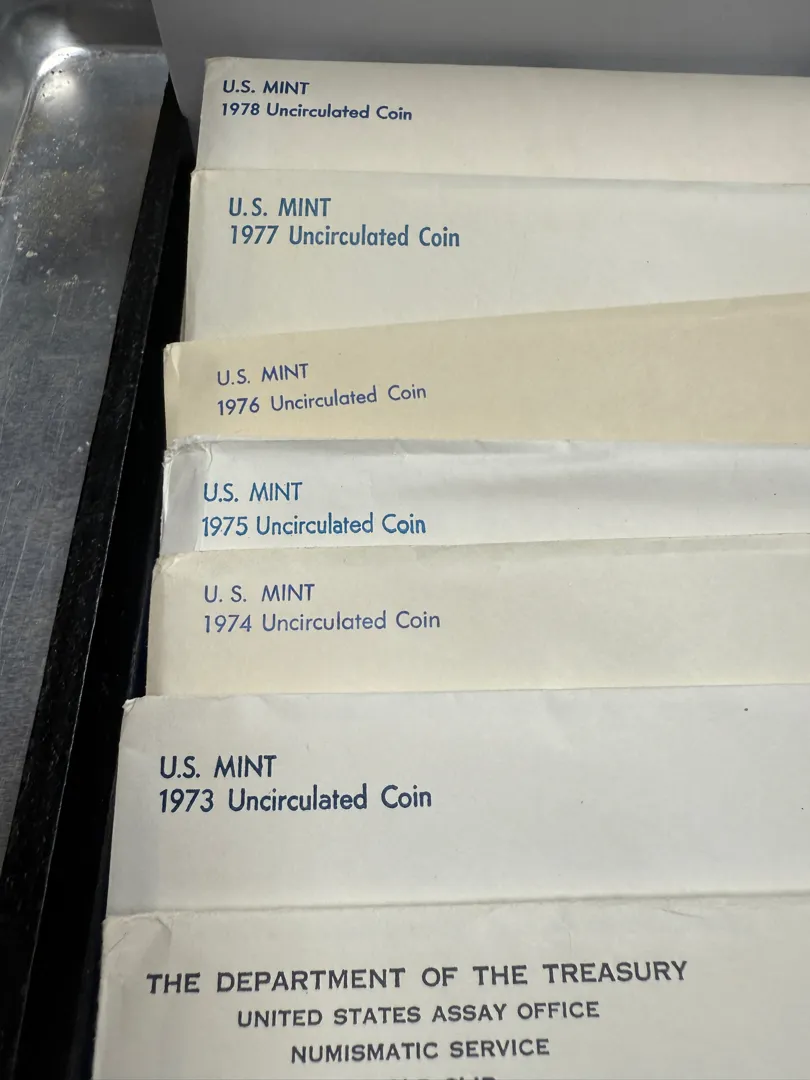 U.S. MINT
1978 Uncirculated Coin
U.S. MINT
1977 Uncirculated Coin
U.S. MINT
1976 Uncirculated Coin
U.S. MINT
1975 Uncirculated Coin
U. S. MINT
1974 Uncirculated Coin
U.S. MINT
1973 Uncirculated Coin
THE DEPARTMENT OF THE TREASURY
UNITED STATES ASSAY OFFICE
NUMISMATIC SERVICE